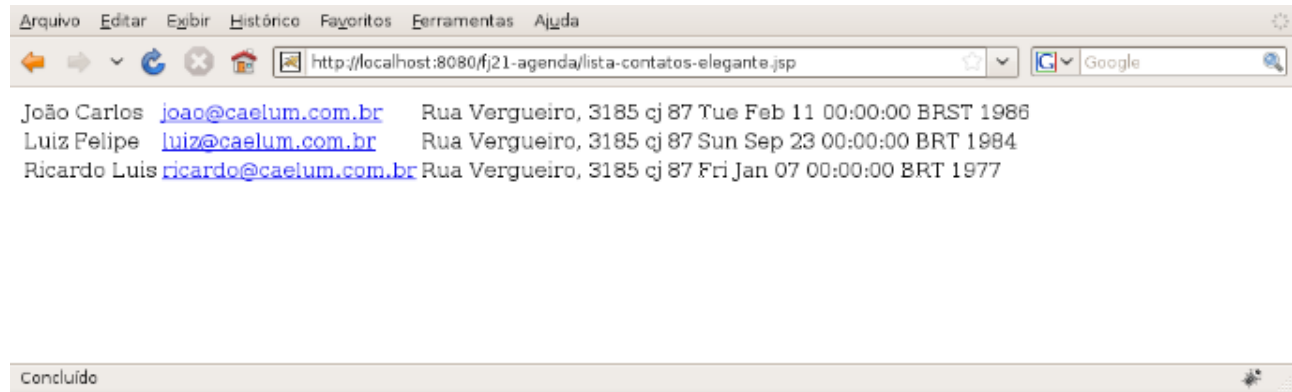 Arquivo Editar Exibir Histórico Favoritos Ferramentas Ajuda
http://localhost:8080/fj21-agenda/lista-contatos-elegante.jsp G Google
João Carlos joao@caelum.com.br Rua Vergueiro, 3185 cj 87 Tue Feb 11 00:00:00 BRST 1986
Luiz Felipe luiz@caelum.com.br Rua Vergueiro, 3185 cj 87 Sun Sep 23 00:00:00 BRT 1984
Ricardo Luis ricardo@caelum.com.br Rua Vergueiro, 3185 cj 87 Fri Jan 07 00:00:00 BRT 1977
Concluído